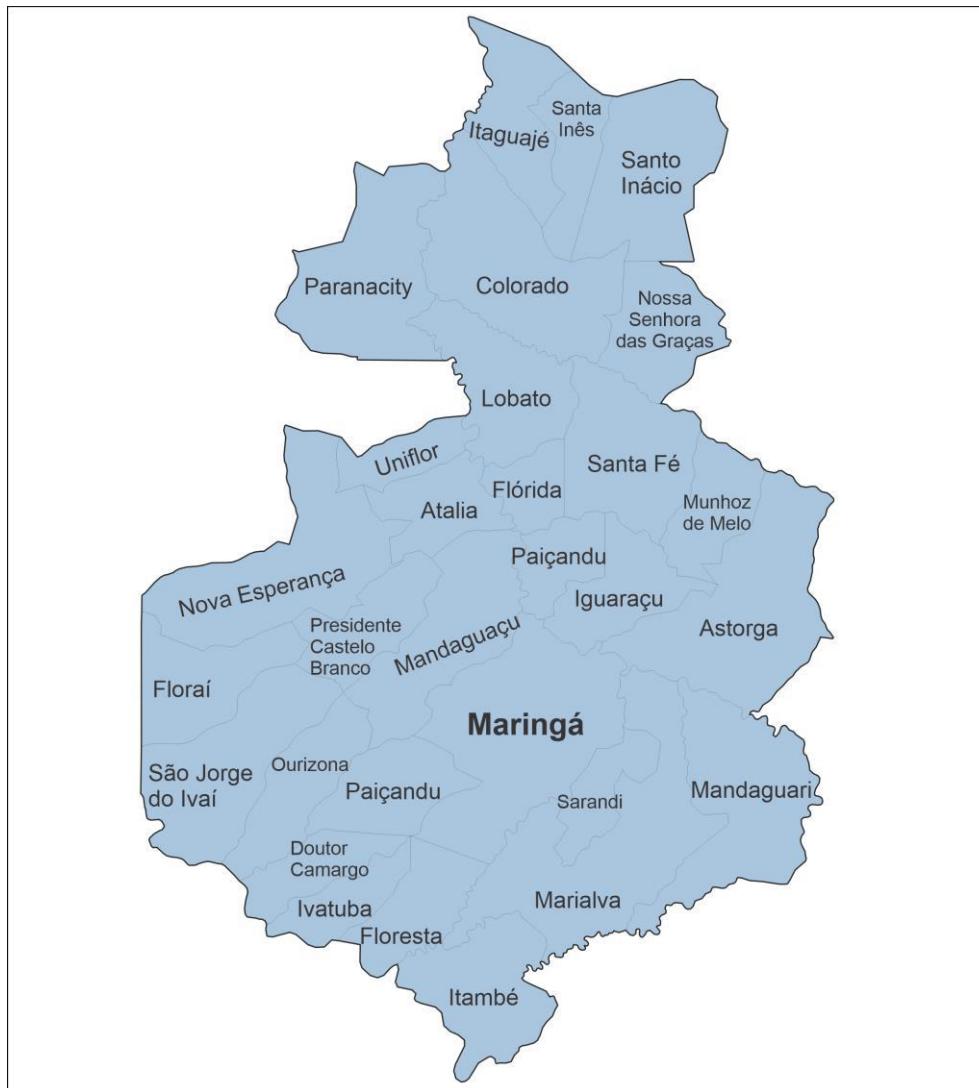 Santa
Inês
Itaguajé
Santo
Inácio
Paranacity
Colorado
Nossa
Senhora
das Graças
Lobato
Uniflor
Santa Fé
Flórida
Atalia
Munhoz
de Melo
Paiçandu
Nova Esperança
Iguaraçu
Presidente
Castelo
Branco
Mandaguaçu
Astorga
Floraí
Maringá
São Jorge
do Ivaí
Ourizona
Paiçandu
Sarandi
Mandaguari
Doutor
Camargo
Ivatuba
Marialva
Floresta
Itambé